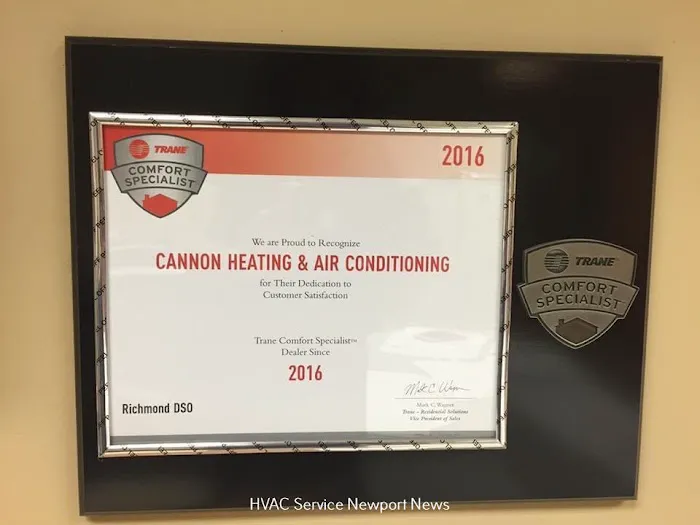 TRANE
COMFORT
SPECIALIST
2016
We are Proud to Recognize
CANNON HEATING & AIR CONDITIONING
for Their Dedication to
Customer Satisfaction
Trane Comfort Specialist™
Dealer Since
2016
Richmond DSO
Mark C. Wagner
Trane – Residential Solutions
Vice President of Sales
TRANE
COMFORT
SPECIALIST
HVAC Service Newport News